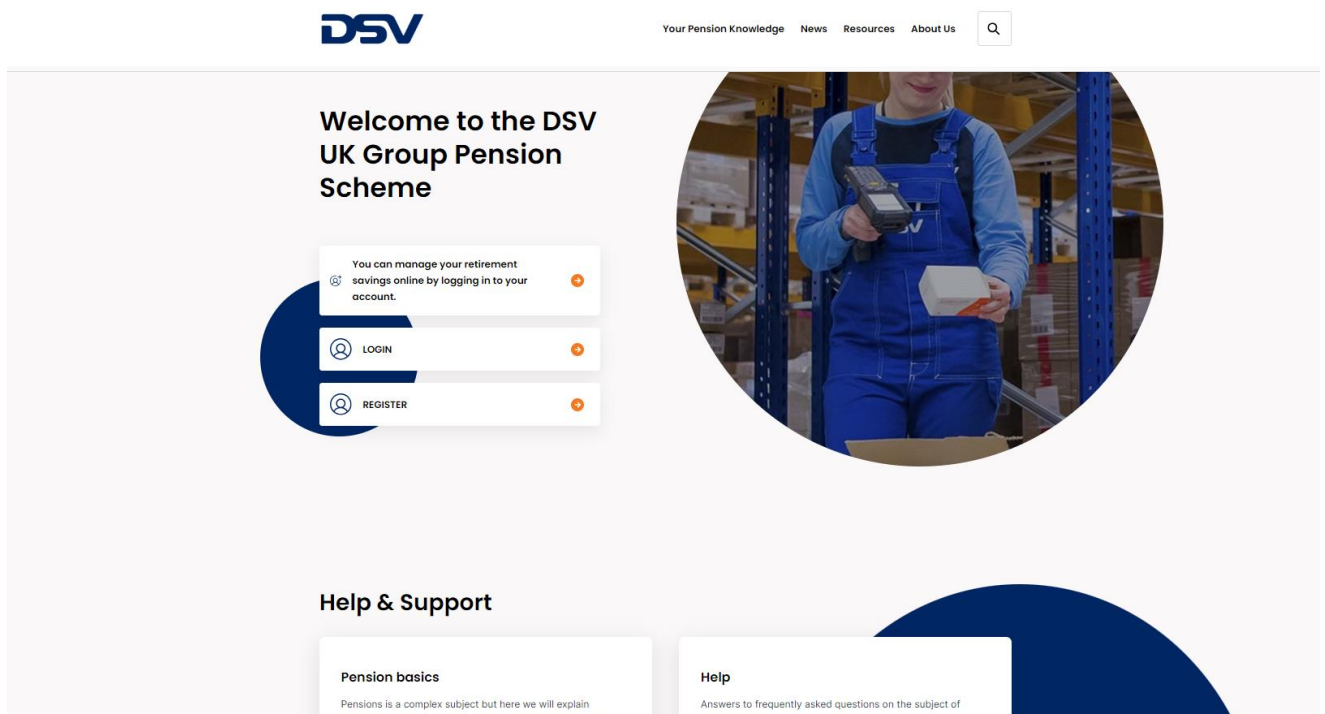 DSV
Your Pension Knowledge News Resources About Us
Welcome to the DSV
UK Group Pension
Scheme
You can manage your retirement
savings online by logging in to your
account.
LOGIN
REGISTER
SV
Help & Support
Pension basics
Pensions is a complex subject but here we will explain
Help
Answers to frequently asked questions on the subject of